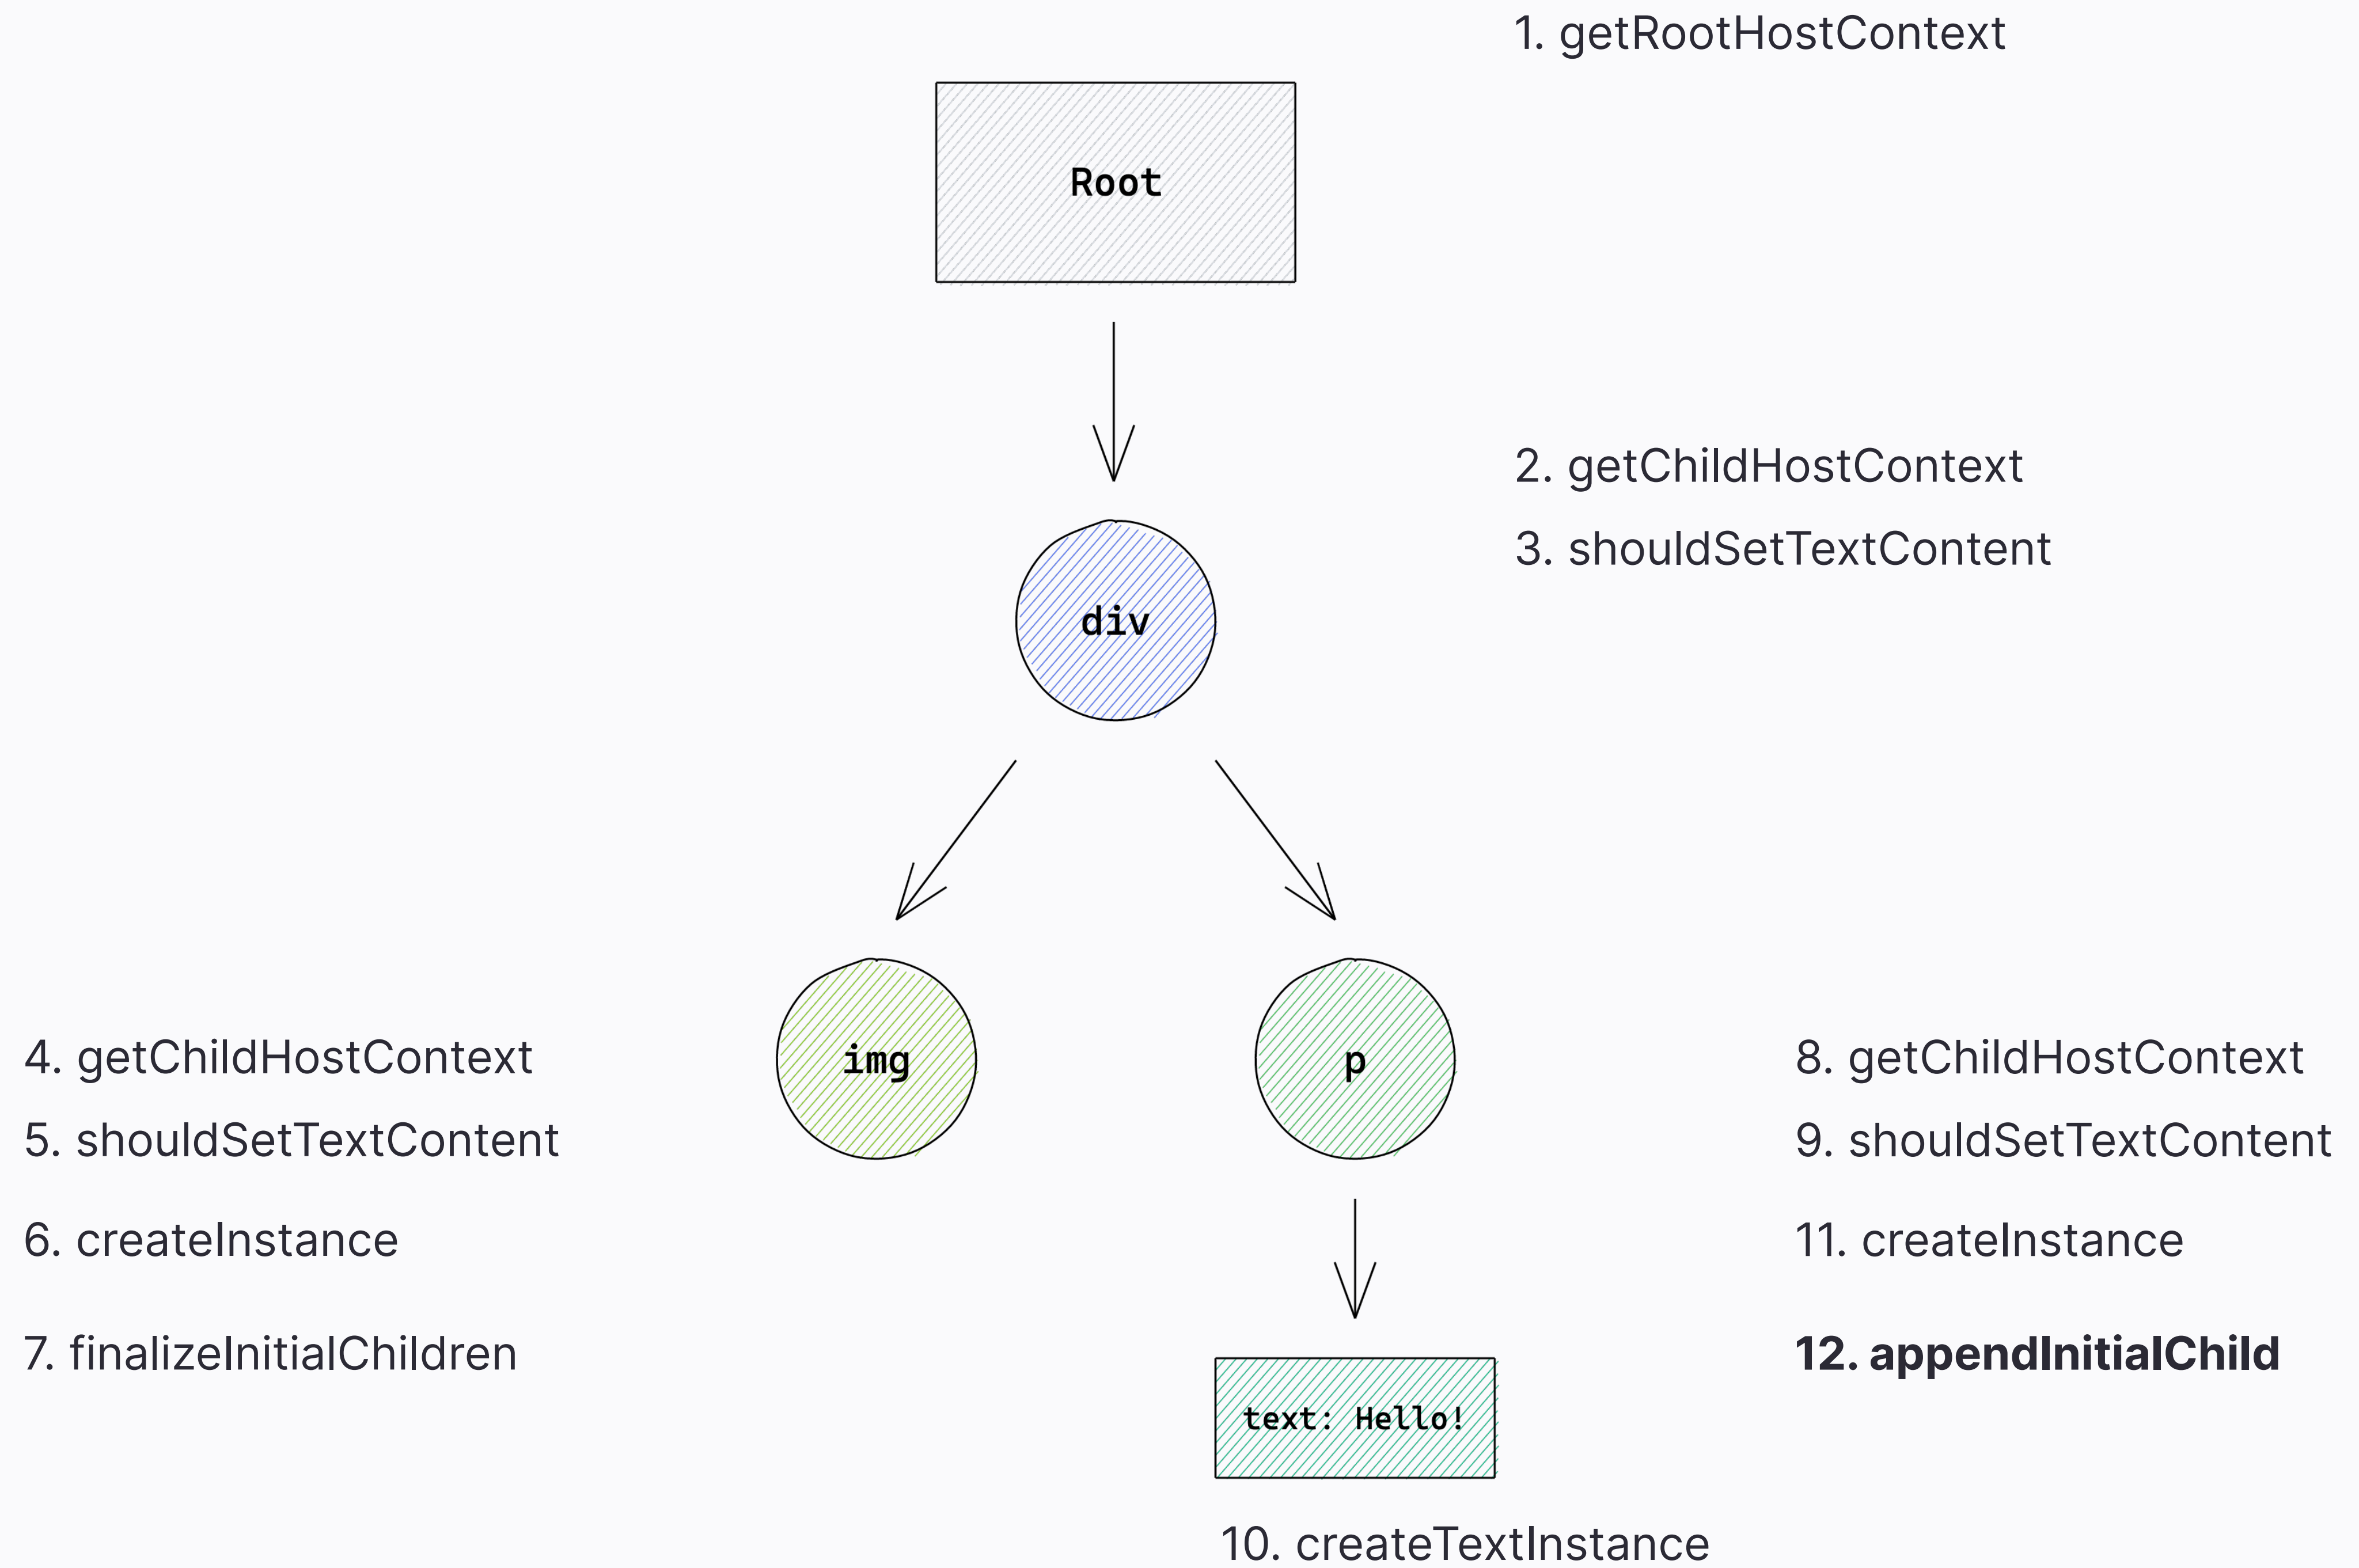 1. getRootHostContext
Root
2. getChildHostContext
3. shouldSetTextContent
div
4. getChildHostContext
5. shouldSetTextContent
6. createInstance
7. finalizeInitialChildren
img
p
8. getChildHostContext
9. shouldSetTextContent
11. createInstance
12. appendInitialChild
text: Hello!
10. createTextInstance